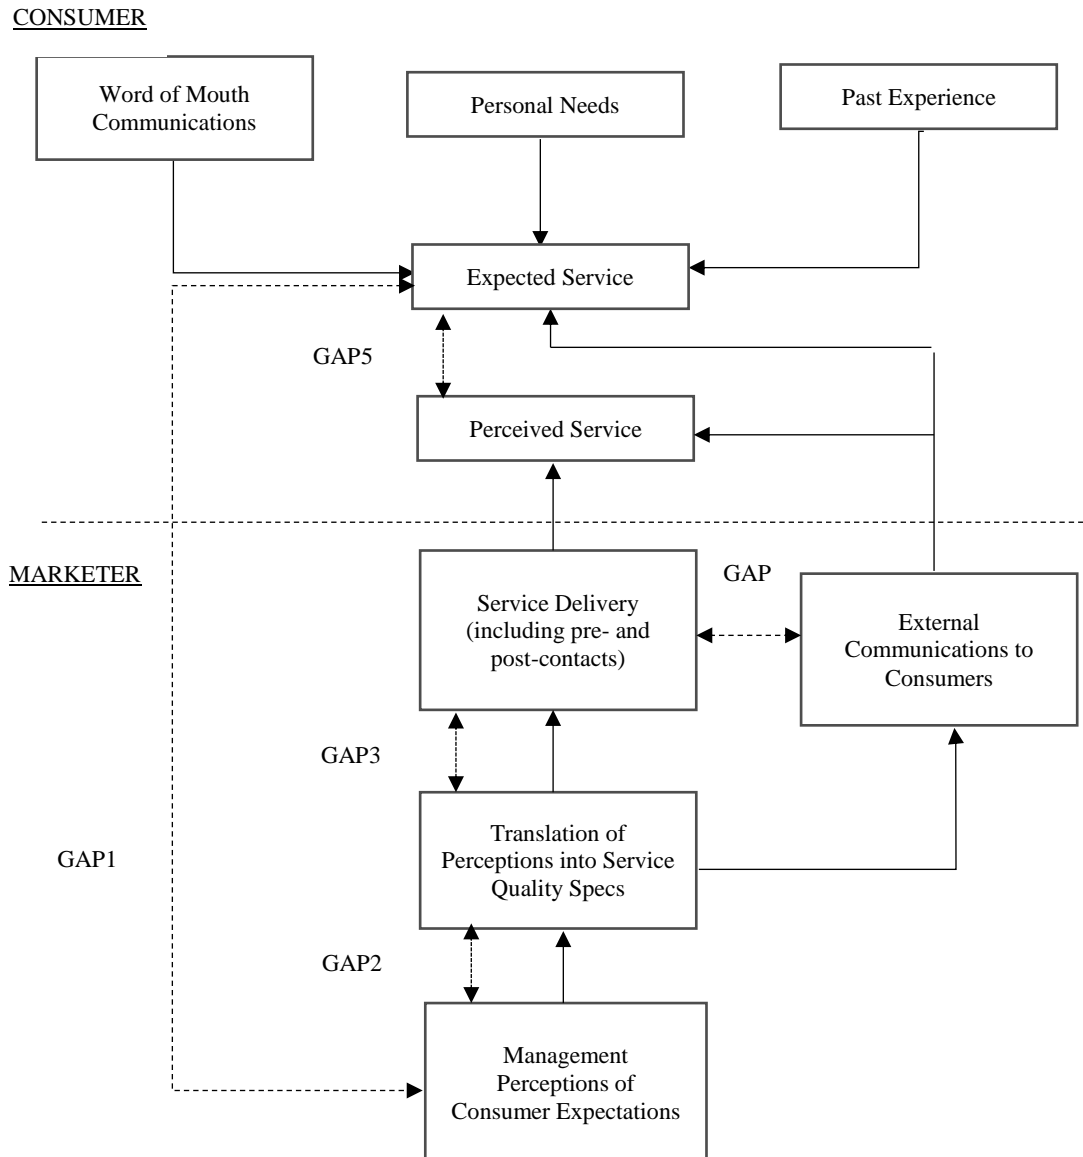 CONSUMER
Word of Mouth
Communications
Personal Needs
Past Experience
Expected Service
GAP5
Perceived Service
MARKETER
Service Delivery
(including pre- and
post-contacts)
GAP
External
Communications to
Consumers
GAP3
Translation of
Perceptions into Service
Quality Specs
GAP1
GAP2
Management
Perceptions of
Consumer Expectations